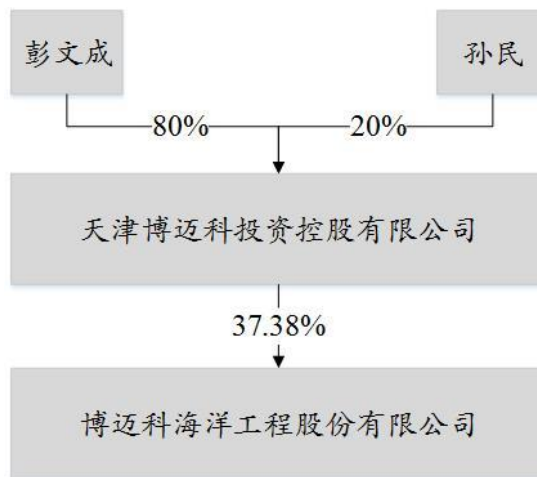 彭文成
孙民
80%
20%
天津博迈科投资控股有限公司
37.38%
博迈科海洋工程股份有限公司